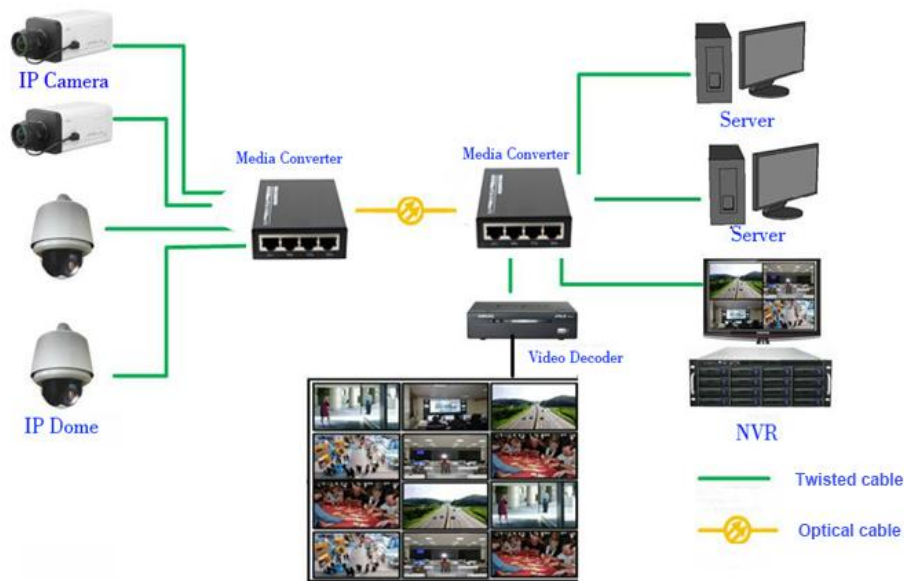 IP Camera
Media Converter
Media Converter
Server
Server
Video Decoder
IP Dome
NVR
Twisted cable
Optical cable